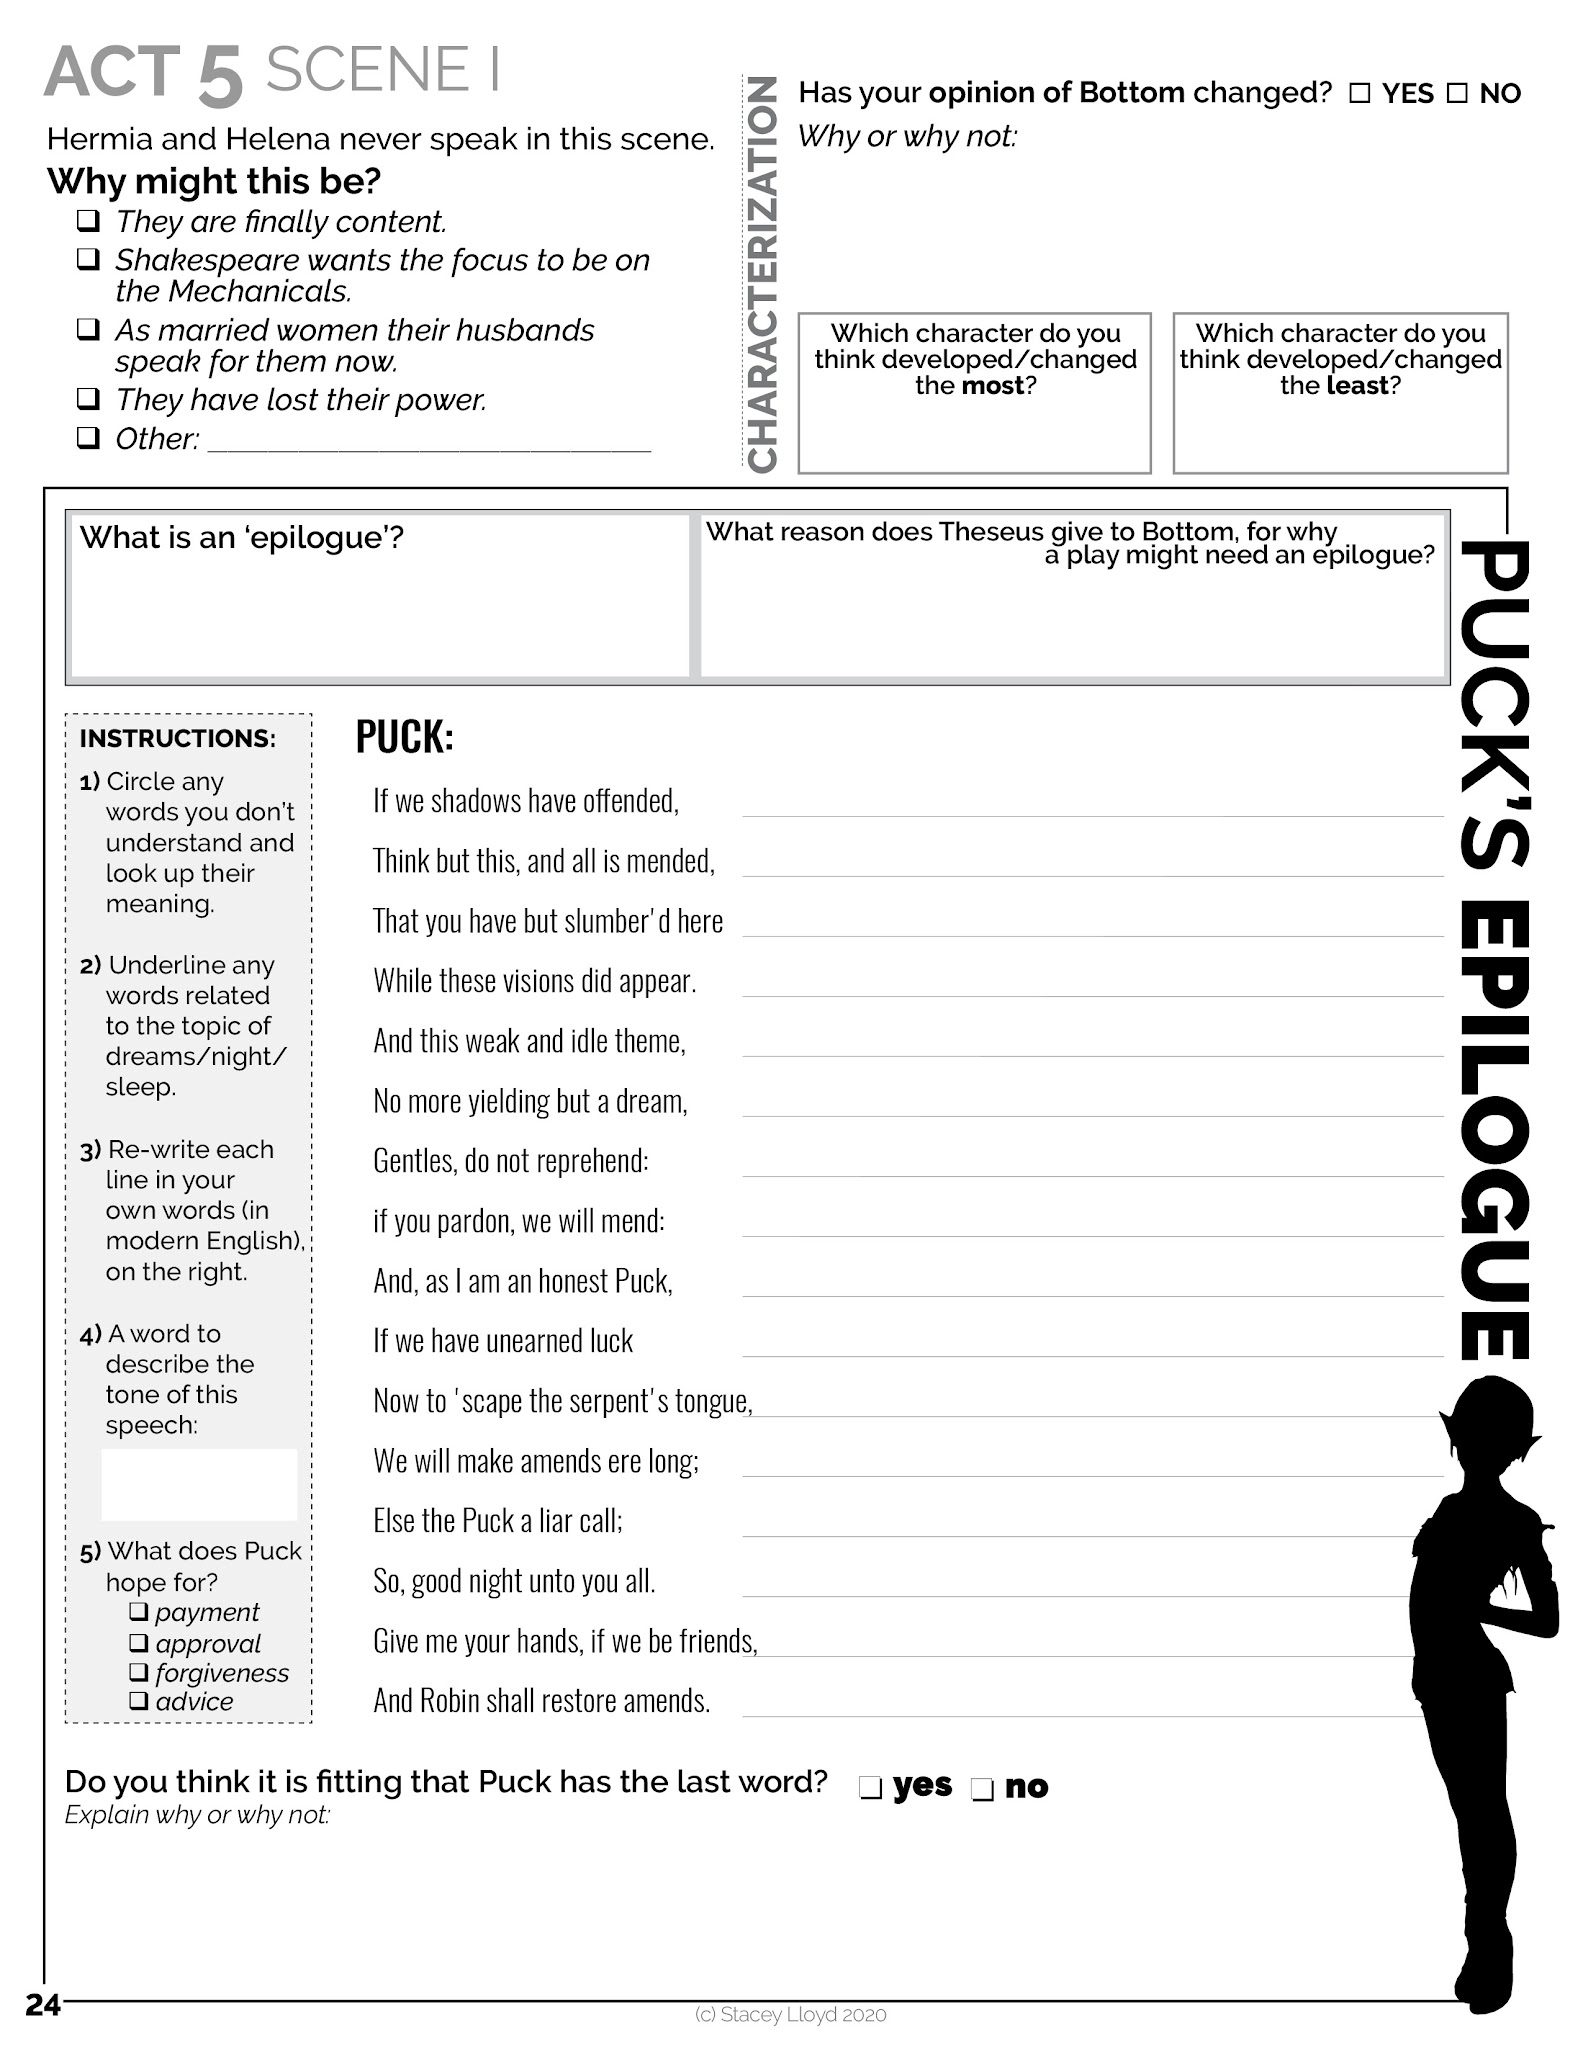 ACT 5 SCENE I
Hermia and Helena never speak in this scene.
Why might this be?
❑ They are finally content.
❑ Shakespeare wants the focus to be on
the Mechanicals.
❑ As married women their husbands
speak for them now.
❑ They have lost their power.
❑ Other: ____________________________
CHARACTERIZATION
Has your opinion of Bottom changed? ☐ YES ☐ NO
Why or why not:
Which character do you
think developed/changed
the most?
Which character do you
think developed/changed
the least?
What is an ‘epilogue’?
What reason does Theseus give to Bottom, for why
a play might need an epilogue?
PUCK'S EPILOGUE
INSTRUCTIONS:
1) Circle any
words you don’t
understand and
look up their
meaning.
2) Underline any
words related
to the topic of
dreams/night/
sleep.
3) Re-write each
line in your
own words (in
modern English),
on the right.
4) A word to
describe the
tone of this
speech:
5) What does Puck
hope for?
❑ payment
❑ approval
❑ forgiveness
❑ advice
PUCK:
If we shadows have offended,
Think but this, and all is mended,
That you have but slumber'd here
While these visions did appear.
And this weak and idle theme,
No more yielding but a dream,
Gentles, do not reprehend:
if you pardon, we will mend:
And, as I am an honest Puck,
If we have unearned luck
Now to 'scape the serpent's tongue,
We will make amends ere long;
Else the Puck a liar call;
So, good night unto you all.
Give me your hands, if we be friends,
And Robin shall restore amends.
Do you think it is fitting that Puck has the last word? ❑ yes ❑ no
Explain why or why not:
24
(c) Stacey Lloyd 2020